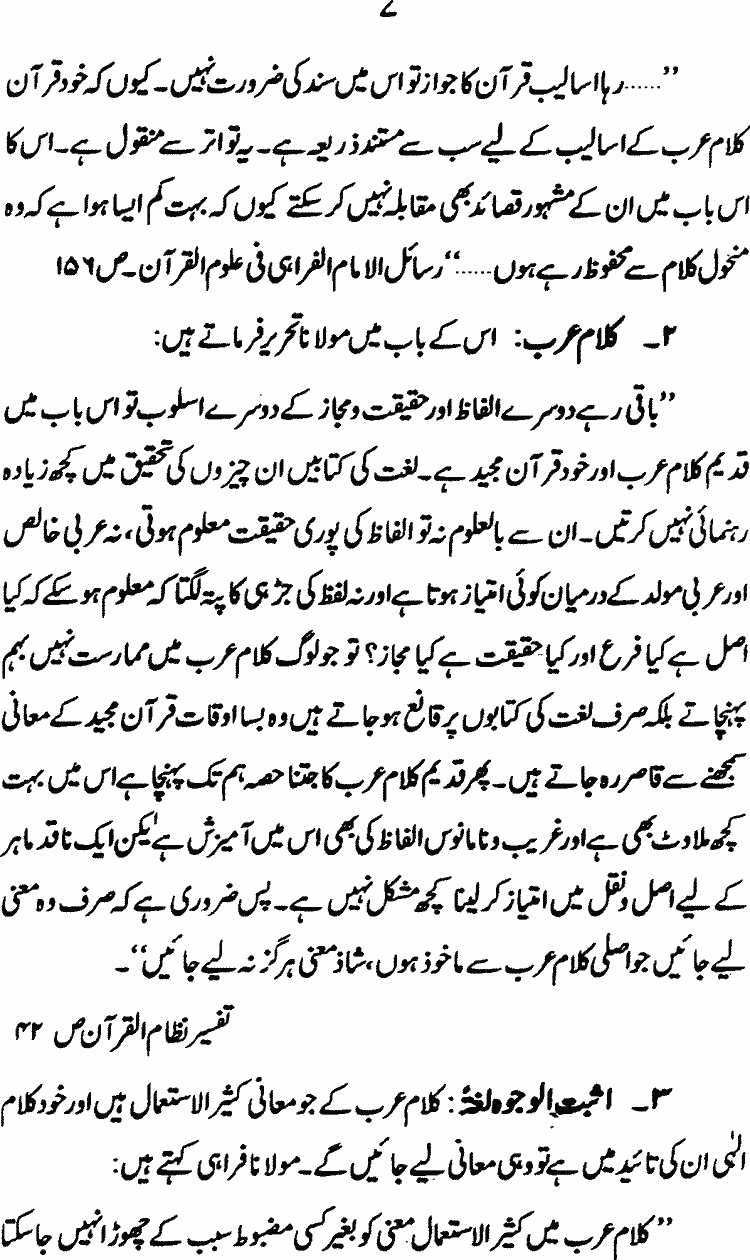 ۷
”......رہا اسالیب قرآن کا جواز تو اس میں سند کی ضرورت نہیں۔ کیوں کہ خود قرآن
کلام عرب کے اسالیب کے لیے سب سے مستند ذریعہ ہے۔ یہ تواتر سے منقول ہے۔ اس کا
اس باب میں ان کے مشہور قصائد بھی مقابلہ نہیں کر سکتے کیوں کہ بہت کم ایسا ہوا ہے کہ وہ
منحول کلام سے محفوظ رہے ہوں......“ رسائل الامام الفراہی فی علوم القرآن۔ ص ۱۵۶
۲۔ کلام عرب: اس کے باب میں مولانا تحریر فرماتے ہیں:
”باقی رہے دوسرے الفاظ اور حقیقت و مجاز کے دوسرے اسلوب تو اس باب میں
قدیم کلام عرب اور خود قرآن مجید ہے۔ لغت کی کتابیں ان چیزوں کی تحقیق میں کچھ زیادہ
رہنمائی نہیں کرتیں۔ ان سے بالعلوم نہ تو الفاظ کی پوری حقیقت معلوم ہوتی، نہ عربی خالص
اور عربی مولد کے درمیان کوئی امتیاز ہوتا ہے اور نہ لفظ کی جڑ ہی کا پتہ لگتا کہ معلوم ہو سکے کہ کیا
اصل ہے کیا فرع اور کیا حقیقت ہے کیا مجاز؟ تو جو لوگ کلام عرب میں ممارست نہیں بہم
پہنچاتے بلکہ صرف لغت کی کتابوں پر قانع ہو جاتے ہیں وہ بسا اوقات قرآن مجید کے معانی
سمجھنے سے قاصر رہ جاتے ہیں۔ پھر قدیم کلام عرب کا جتنا حصہ ہم تک پہنچا ہے اس میں بہت
کچھ ملاوٹ بھی ہے اور غریب و نامانوس الفاظ کی بھی اس میں آمیزش ہے لیکن ایک ناقد ماہر
کے لیے اصل و نقل میں امتیاز کر لینا کچھ مشکل نہیں ہے۔ پس ضروری ہے کہ صرف وہ معنی
لیے جائیں جو اصلی کلام عرب سے ماخوذ ہوں، شاذ معنی ہرگز نہ لیے جائیں“۔
تفسیر نظام القرآن ص ۴۲
۳۔ اثبت الوجوہ لغۃ: کلام عرب کے جو معانی کثیر الاستعمال ہیں اور خود کلام
الٰہی ان کی تائید میں ہے تو وہی معانی لیے جائیں گے۔ مولانا فراہی کہتے ہیں:
”کلام عرب میں کثیر الاستعمال معنی کو بغیر کسی مضبوط سبب کے چھوڑا نہیں جا سکتا